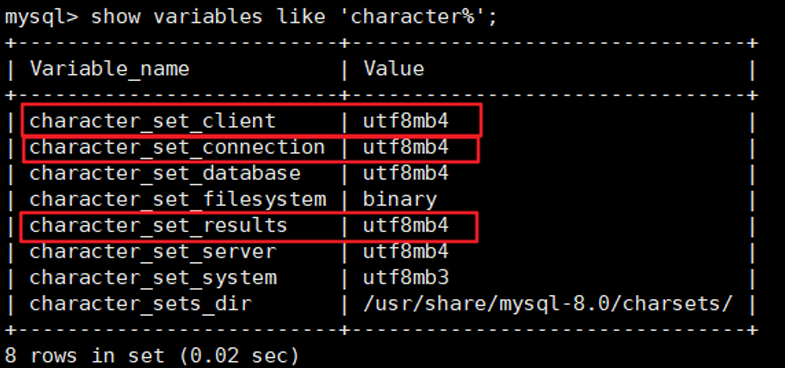 mysql> show variables like 'character%';
+--------------------------+--------------------------------+
| Variable_name            | Value                          |
+--------------------------+--------------------------------+
| character_set_client     | utf8mb4                        |
| character_set_connection | utf8mb4                        |
| character_set_database   | utf8mb4                        |
| character_set_filesystem | binary                         |
| character_set_results    | utf8mb4                        |
| character_set_server     | utf8mb4                        |
| character_set_system     | utf8mb3                        |
| character_sets_dir       | /usr/share/mysql-8.0/charsets/ |
+--------------------------+--------------------------------+
8 rows in set (0.02 sec)